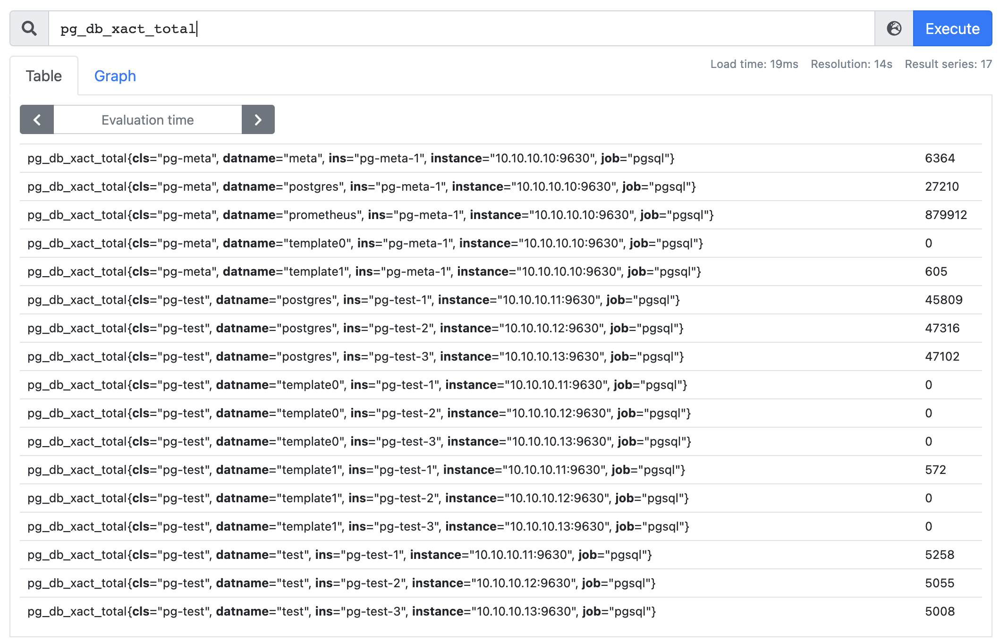 pg_db_xact_total
Execute
Table
Graph
Load time: 19ms Resolution: 14s Result series: 17
Evaluation time
pg_db_xact_total{cls="pg-meta", datname="meta", ins="pg-meta-1", instance="10.10.10.10:9630", job="pgsql"} 6364
pg_db_xact_total{cls="pg-meta", datname="postgres", ins="pg-meta-1", instance="10.10.10.10:9630", job="pgsql"} 27210
pg_db_xact_total{cls="pg-meta", datname="prometheus", ins="pg-meta-1", instance="10.10.10.10:9630", job="pgsql"} 879912
pg_db_xact_total{cls="pg-meta", datname="template0", ins="pg-meta-1", instance="10.10.10.10:9630", job="pgsql"} 0
pg_db_xact_total{cls="pg-meta", datname="template1", ins="pg-meta-1", instance="10.10.10.10:9630", job="pgsql"} 605
pg_db_xact_total{cls="pg-test", datname="postgres", ins="pg-test-1", instance="10.10.10.11:9630", job="pgsql"} 45809
pg_db_xact_total{cls="pg-test", datname="postgres", ins="pg-test-2", instance="10.10.10.12:9630", job="pgsql"} 47316
pg_db_xact_total{cls="pg-test", datname="postgres", ins="pg-test-3", instance="10.10.10.13:9630", job="pgsql"} 47102
pg_db_xact_total{cls="pg-test", datname="template0", ins="pg-test-1", instance="10.10.10.11:9630", job="pgsql"} 0
pg_db_xact_total{cls="pg-test", datname="template0", ins="pg-test-2", instance="10.10.10.12:9630", job="pgsql"} 0
pg_db_xact_total{cls="pg-test", datname="template0", ins="pg-test-3", instance="10.10.10.13:9630", job="pgsql"} 0
pg_db_xact_total{cls="pg-test", datname="template1", ins="pg-test-1", instance="10.10.10.11:9630", job="pgsql"} 572
pg_db_xact_total{cls="pg-test", datname="template1", ins="pg-test-2", instance="10.10.10.12:9630", job="pgsql"} 0
pg_db_xact_total{cls="pg-test", datname="template1", ins="pg-test-3", instance="10.10.10.13:9630", job="pgsql"} 0
pg_db_xact_total{cls="pg-test", datname="test", ins="pg-test-1", instance="10.10.10.11:9630", job="pgsql"} 5258
pg_db_xact_total{cls="pg-test", datname="test", ins="pg-test-2", instance="10.10.10.12:9630", job="pgsql"} 5055
pg_db_xact_total{cls="pg-test", datname="test", ins="pg-test-3", instance="10.10.10.13:9630", job="pgsql"} 5008